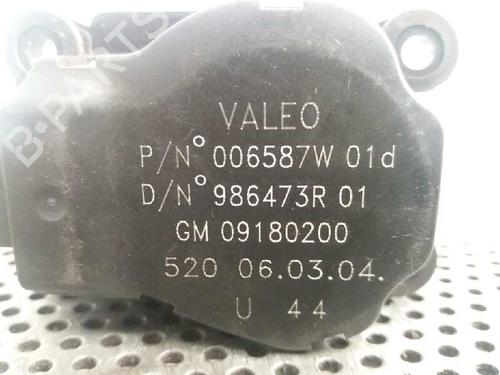 VALEO
P/N° 006587W 01d
D/N° 986473R 01
GM 09180200
520 06.03.04.
U 44
B-PARTS